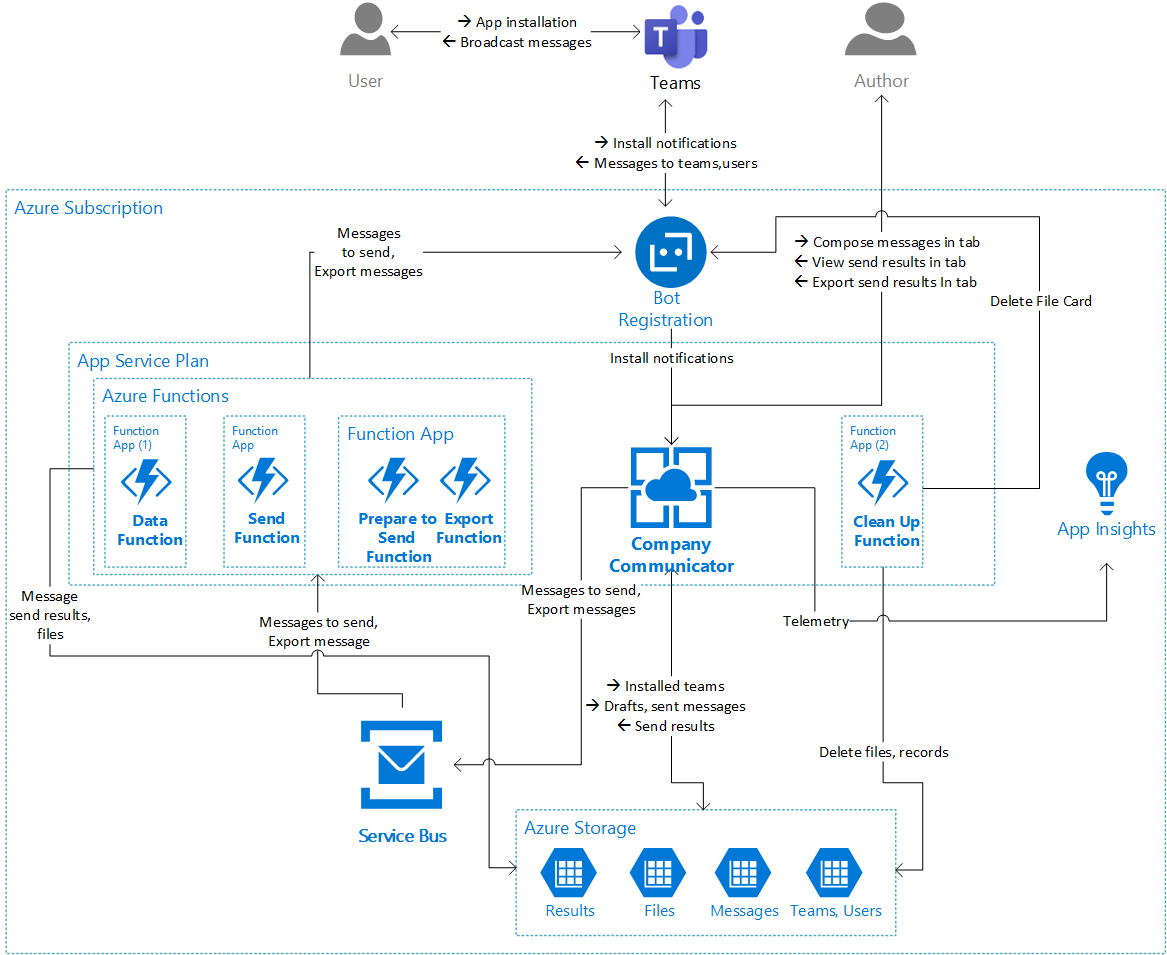 → App installation
← Broadcast messages
User
T
Teams
Author
→ Install notifications
← Messages to teams,users
Azure Subscription
Messages
to send,
Export messages
→ Compose messages in tab
← View send results in tab
← Export send results In tab
Delete File Card
Bot
Registration
Install notifications
App Service Plan
Azure Functions
Function
App (1)
Data
Function
Function
App
Send
Function
Function App
Prepare to
Send
Function
Export
Function
Company
Communicator
Function
App (2)
Clean Up
Function
App Insights
Message
send results,
files
Messages to send,
Export message
Messages to send,
Export messages
Telemetry
→ Installed teams
→ Drafts, sent messages
← Send results
Delete files, records
Service Bus
Azure Storage
Results
Files
Messages
Teams, Users